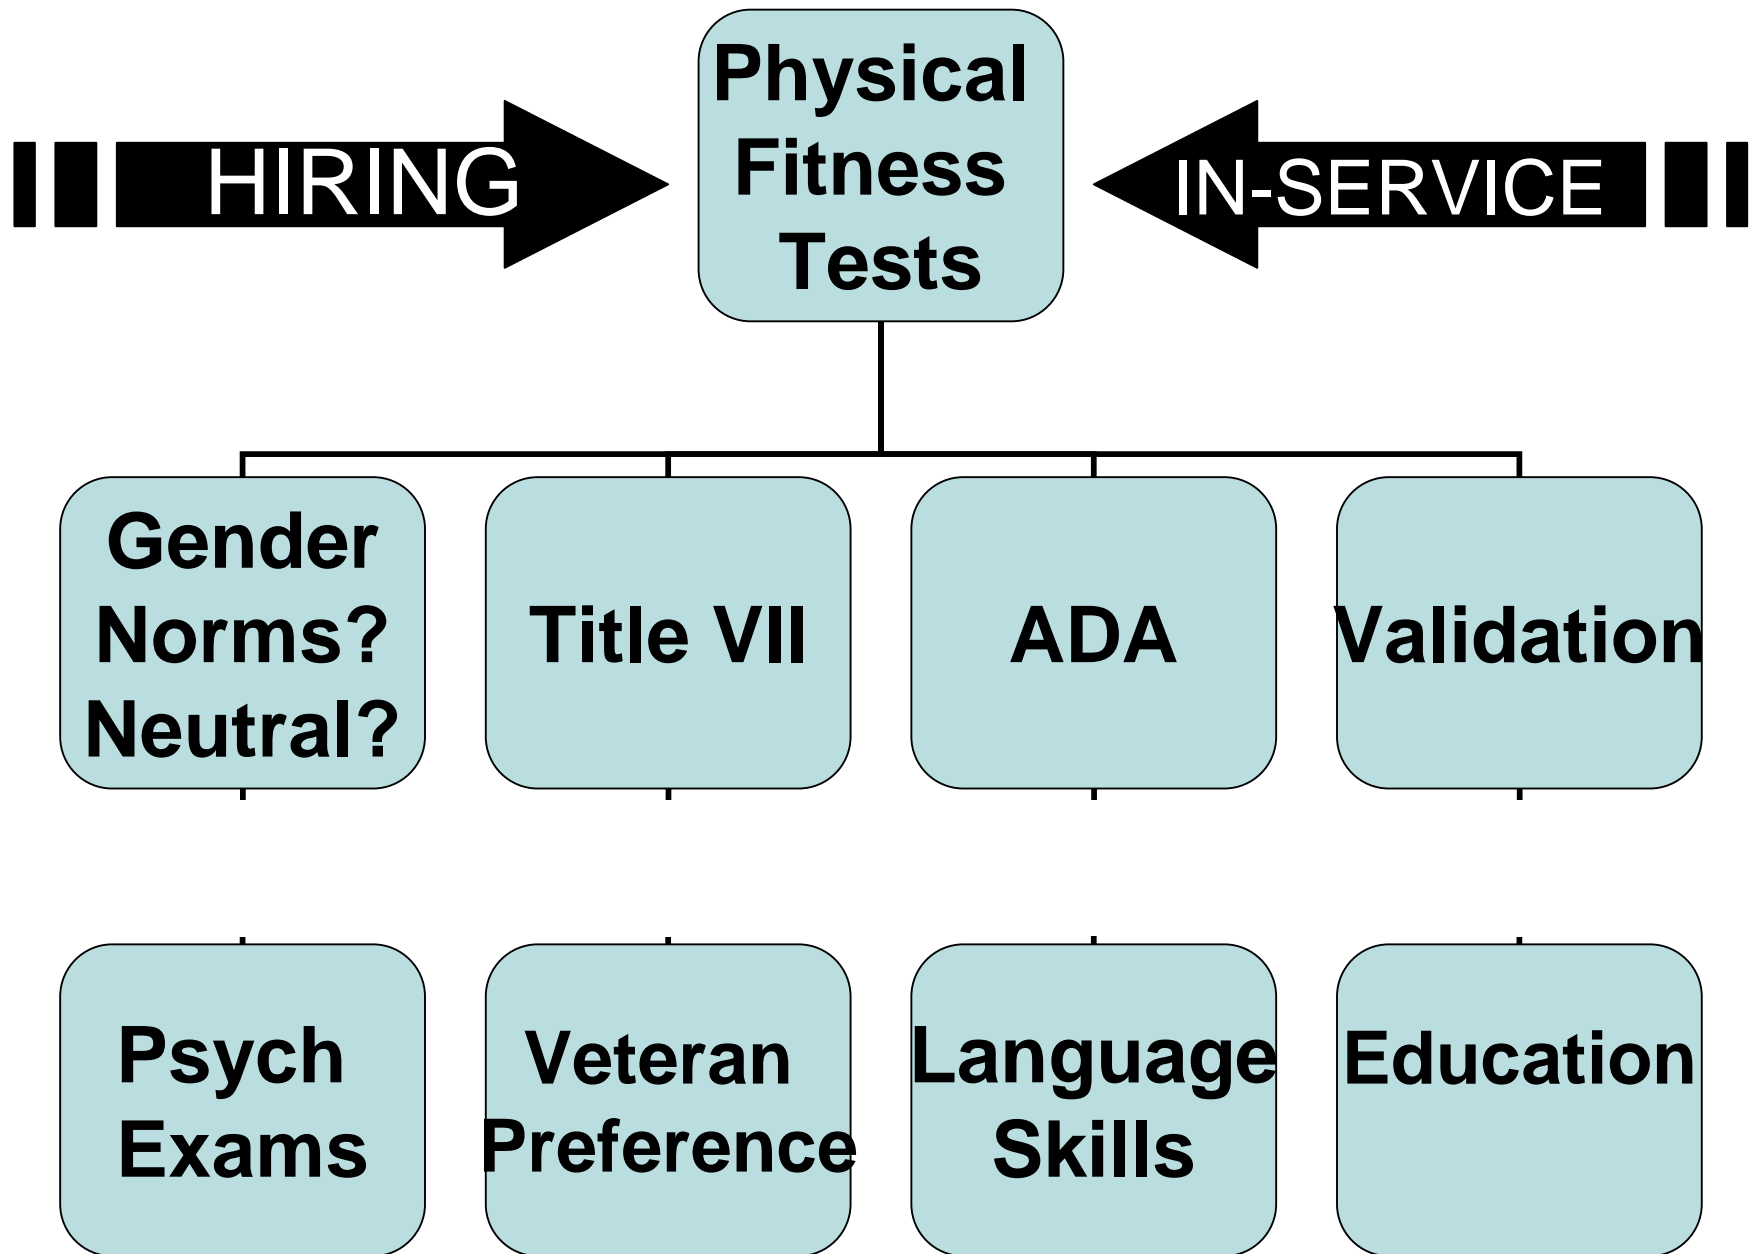 Physical
Fitness
Tests
HIRING
IN-SERVICE
Gender
Norms?
Neutral?
Title VII
ADA
Validation
Psych
Exams
Veteran
Preference
Language
Skills
Education